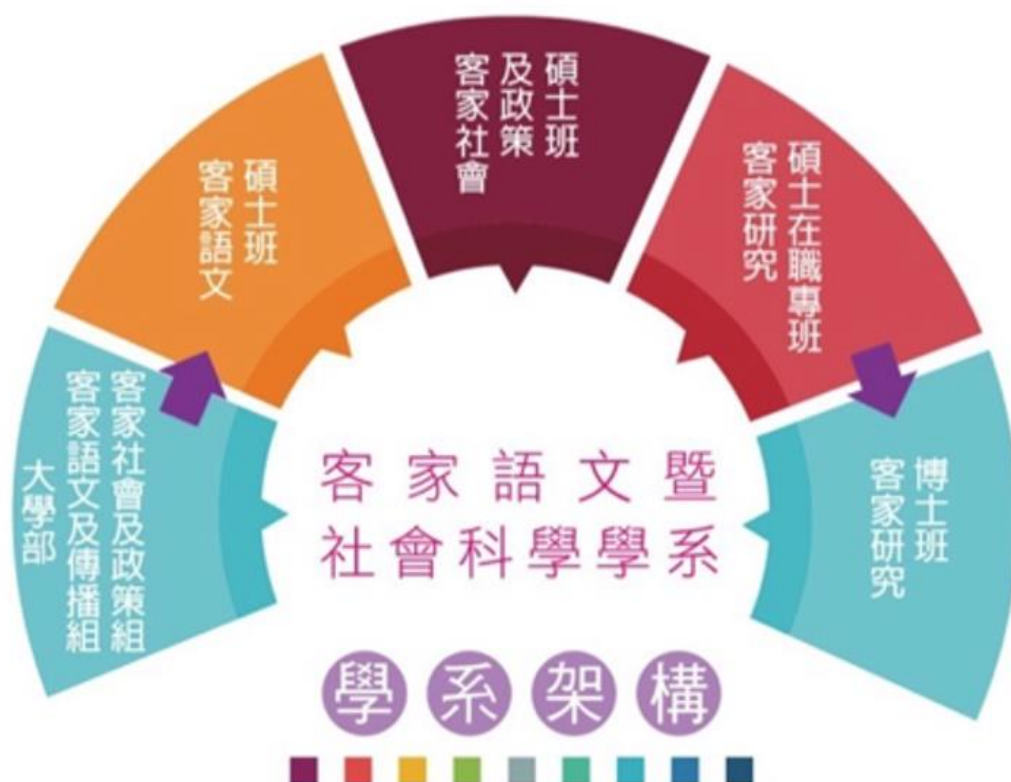 大學部
客家語文及傳播組
客家社會及政策組
客家語文
碩士班
客家社會
及政策
碩士班
客家研究
碩士在職專班
客家研究
博士班
客家語文暨
社會科學學系
學系架構